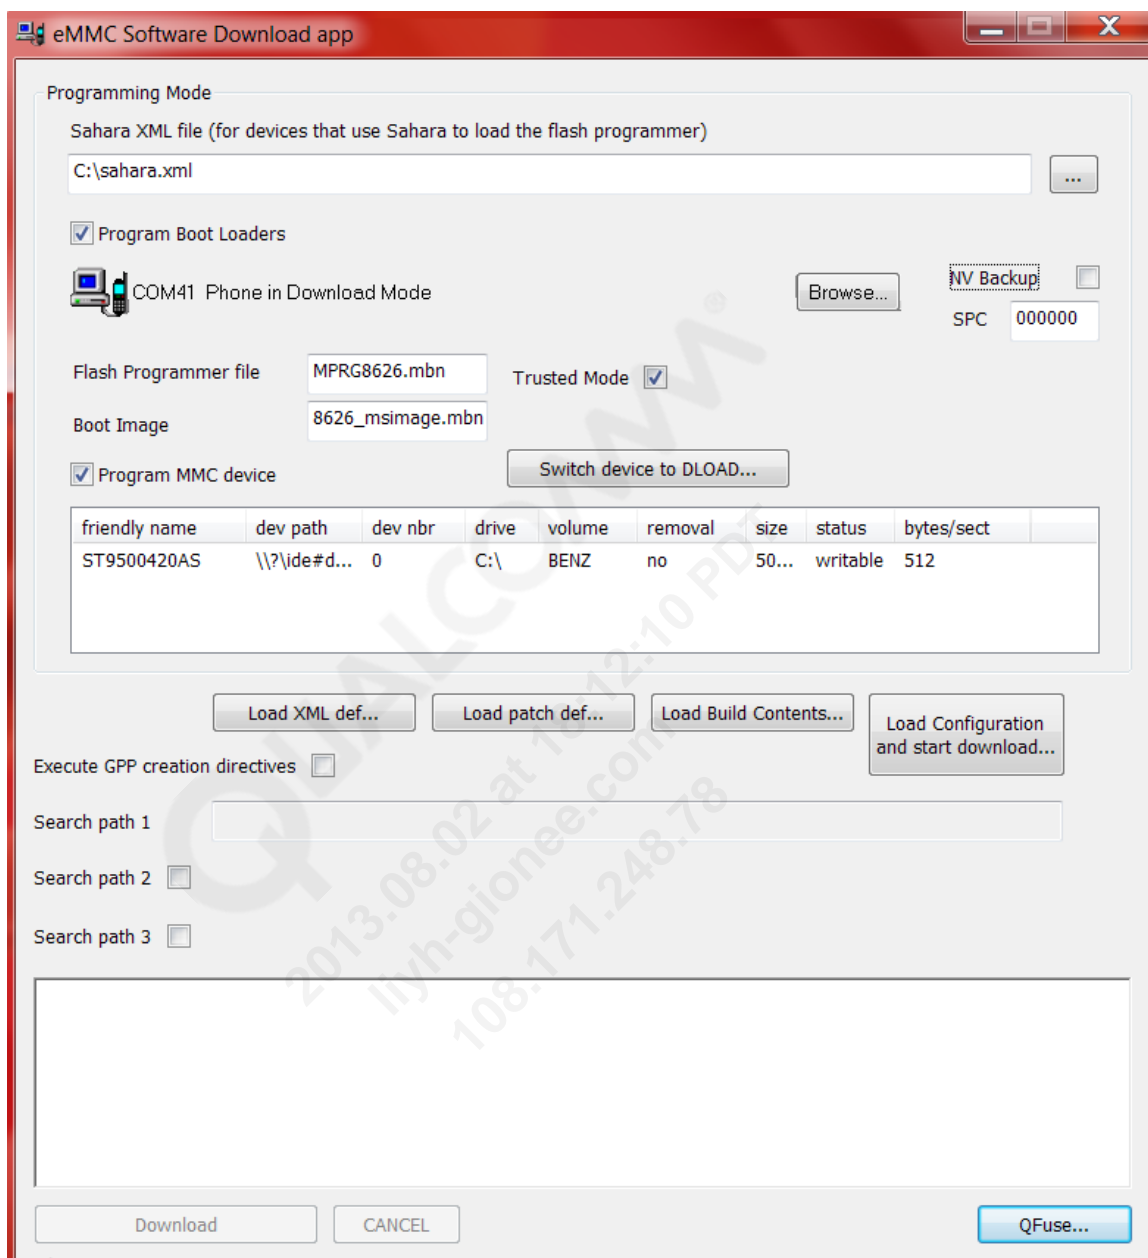 eMMC Software Download app
Programming Mode
Sahara XML file (for devices that use Sahara to load the flash programmer)
C:\sahara.xml
...
Program Boot Loaders
COM41 Phone in Download Mode
Browse...
NV Backup
SPC 000000
Flash Programmer file MPRG8626.mbn Trusted Mode
Boot Image 8626_msimage.mbn
Program MMC device Switch device to DLOAD...
friendly name dev path dev nbr drive volume removal size status bytes/sect
ST9500420AS \\?\ide#d... 0 C:\ BENZ no 50... writable 512
Load XML def... Load patch def... Load Build Contents... Load Configuration
and start download...
Execute GPP creation directives
Search path 1
Search path 2
Search path 3
Download CANCEL QFuse...
QUALCOMM®
2013.08.02 at 18:12:10 PDT
liyh-gionee.com
108.171.248.78